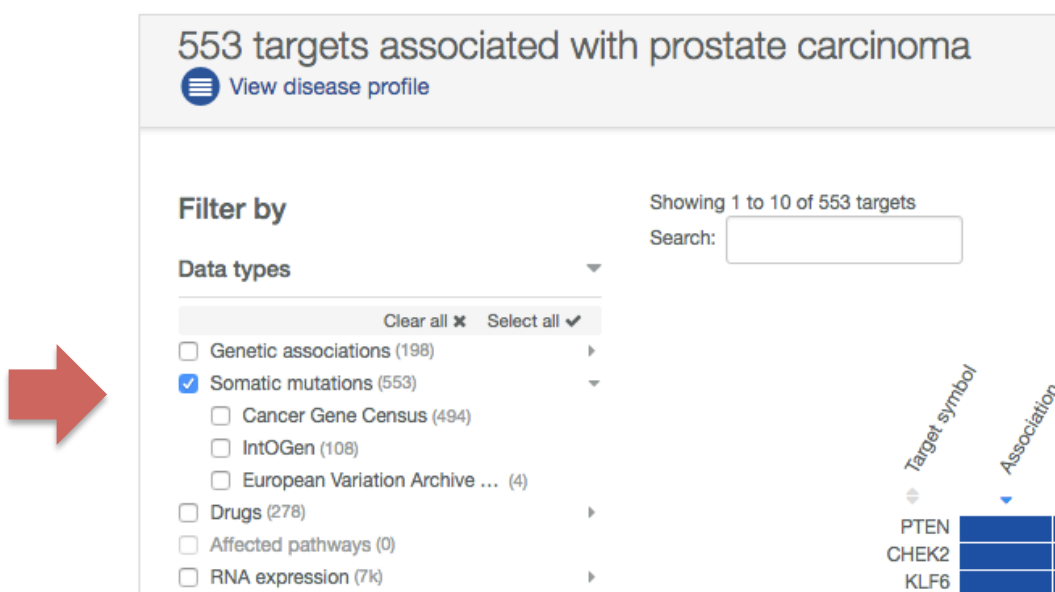 553 targets associated with prostate carcinoma
View disease profile
Filter by
Data types
Clear all ✖ Select all ✔
Genetic associations (198)
Somatic mutations (553)
Cancer Gene Census (494)
IntOGen (108)
European Variation Archive ... (4)
Drugs (278)
Affected pathways (0)
RNA expression (7k)
Showing 1 to 10 of 553 targets
Search:
Target symbol
Association
PTEN
CHEK2
KLF6